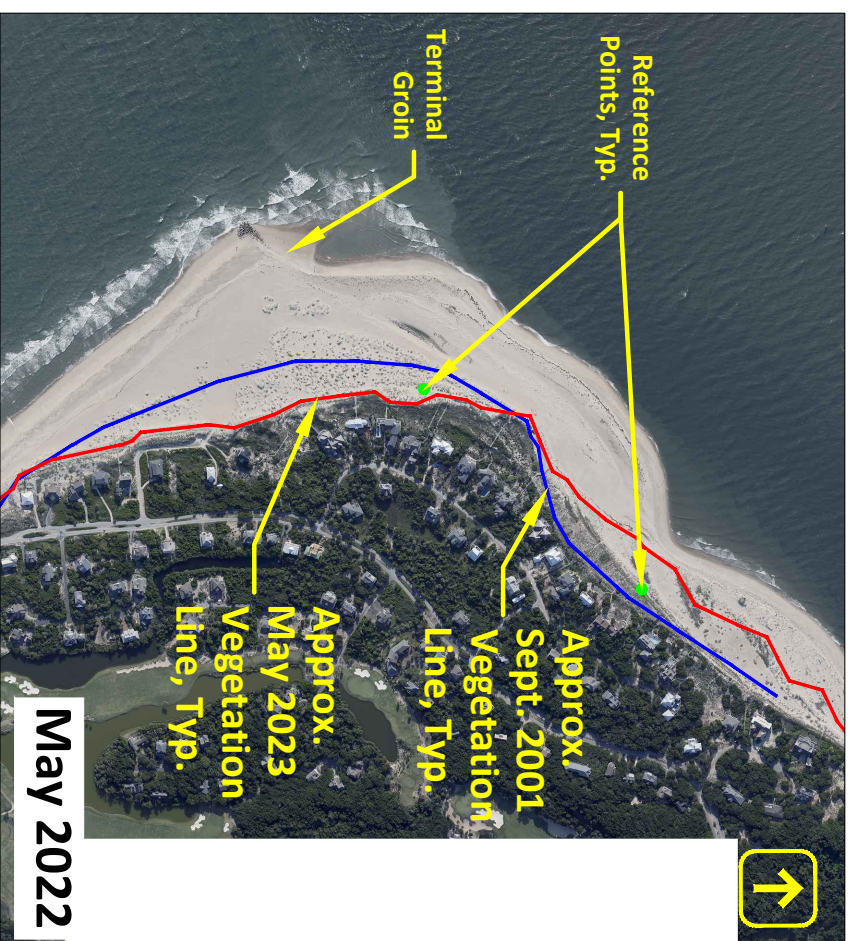 Reference
Points, Typ.
Terminal
Groin
Approx.
Sept. 2001
Vegetation
Line, Typ.
Approx.
May 2023
Vegetation
Line, Typ.
May 2022